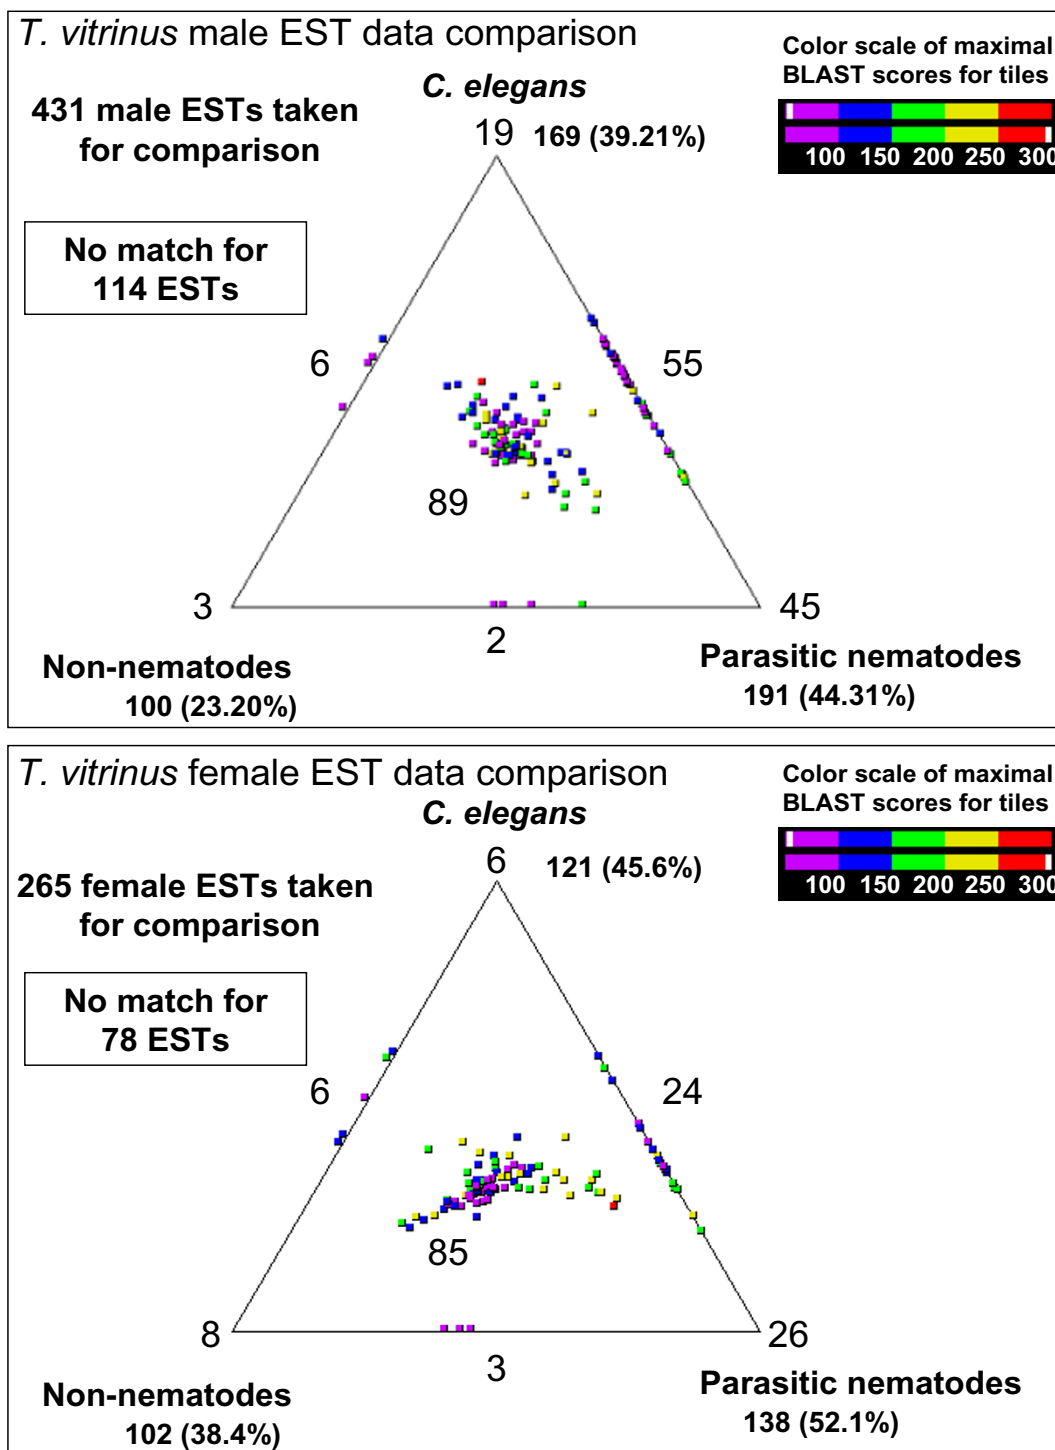 T. vitrinus male EST data comparison
Color scale of maximal
BLAST scores for tiles
C. elegans
431 male ESTs taken
for comparison
19 169 (39.21%)
100 150 200 250 300
No match for
114 ESTs
6
55
89
3
45
2
Non-nematodes
100 (23.20%)
Parasitic nematodes
191 (44.31%)
T. vitrinus female EST data comparison
Color scale of maximal
BLAST scores for tiles
C. elegans
6 121 (45.6%)
265 female ESTs taken
for comparison
100 150 200 250 300
No match for
78 ESTs
6
24
85
8
26
3
Non-nematodes
102 (38.4%)
Parasitic nematodes
138 (52.1%)